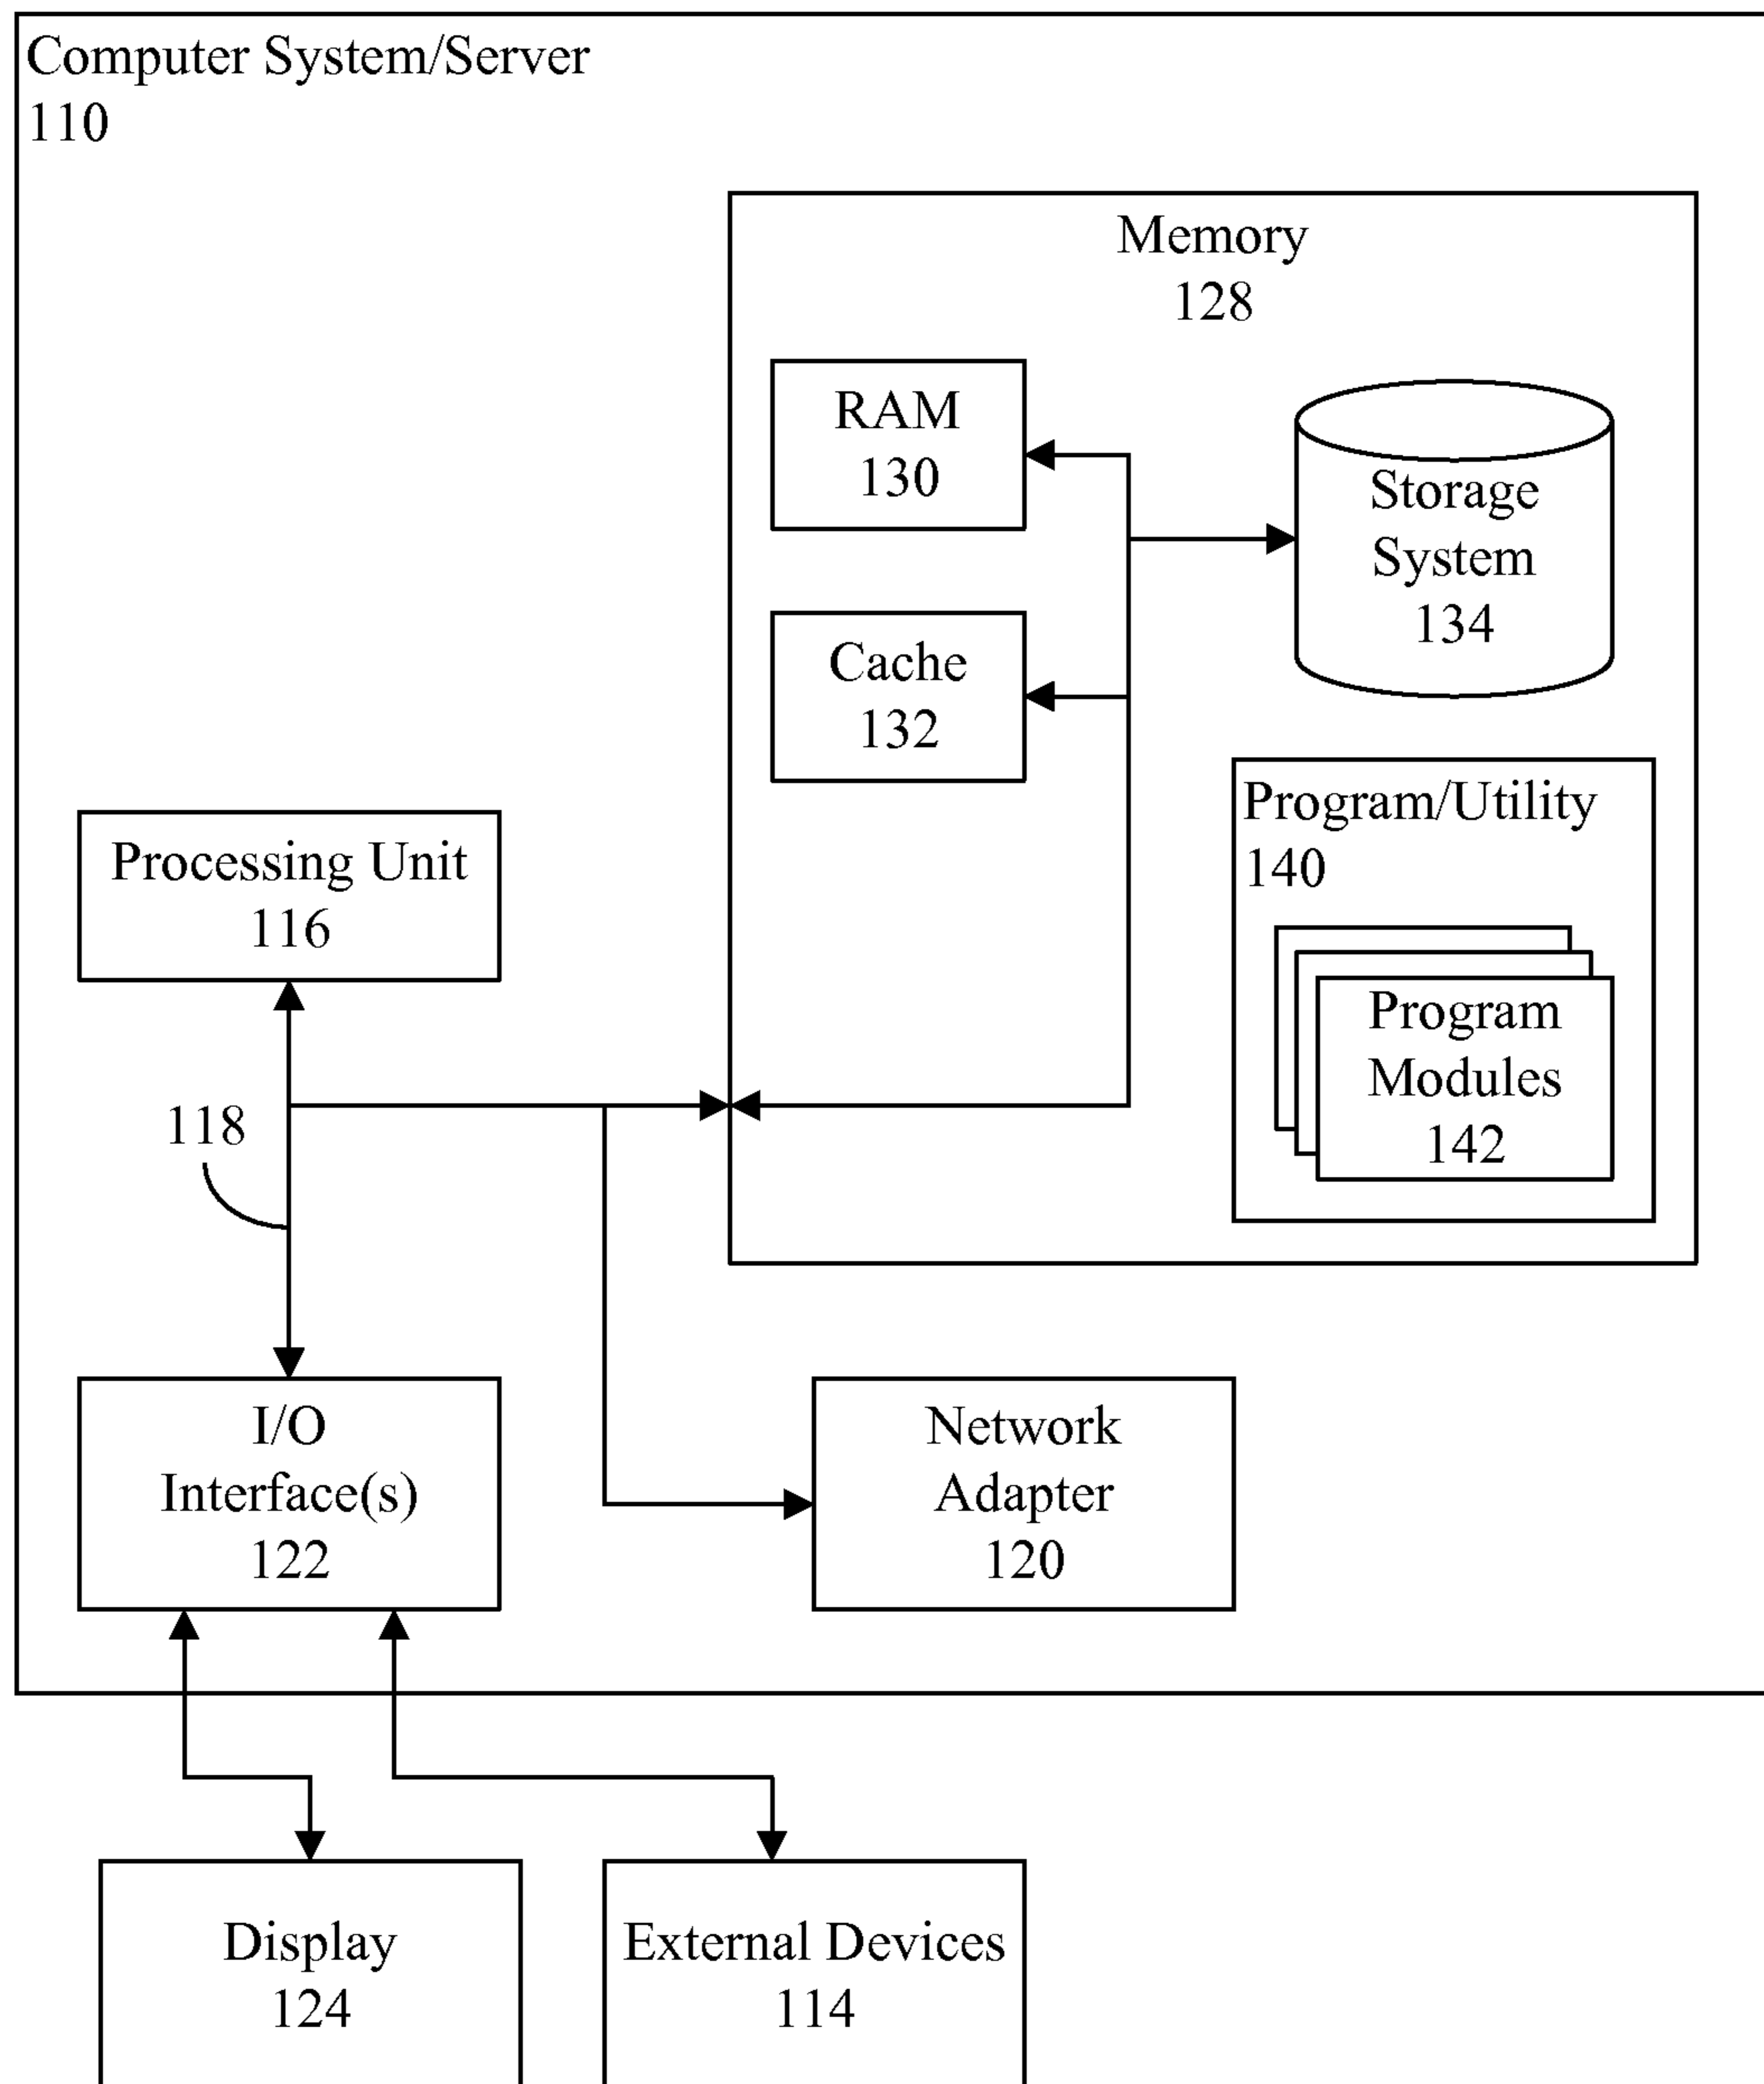 Computer System/Server
110
Memory
128
RAM
130
Storage
System
134
Cache
132
Program/Utility
140
Processing Unit
116
Program
Modules
142
118
I/O
Interface(s)
122
Network
Adapter
120
Display
124
External Devices
114